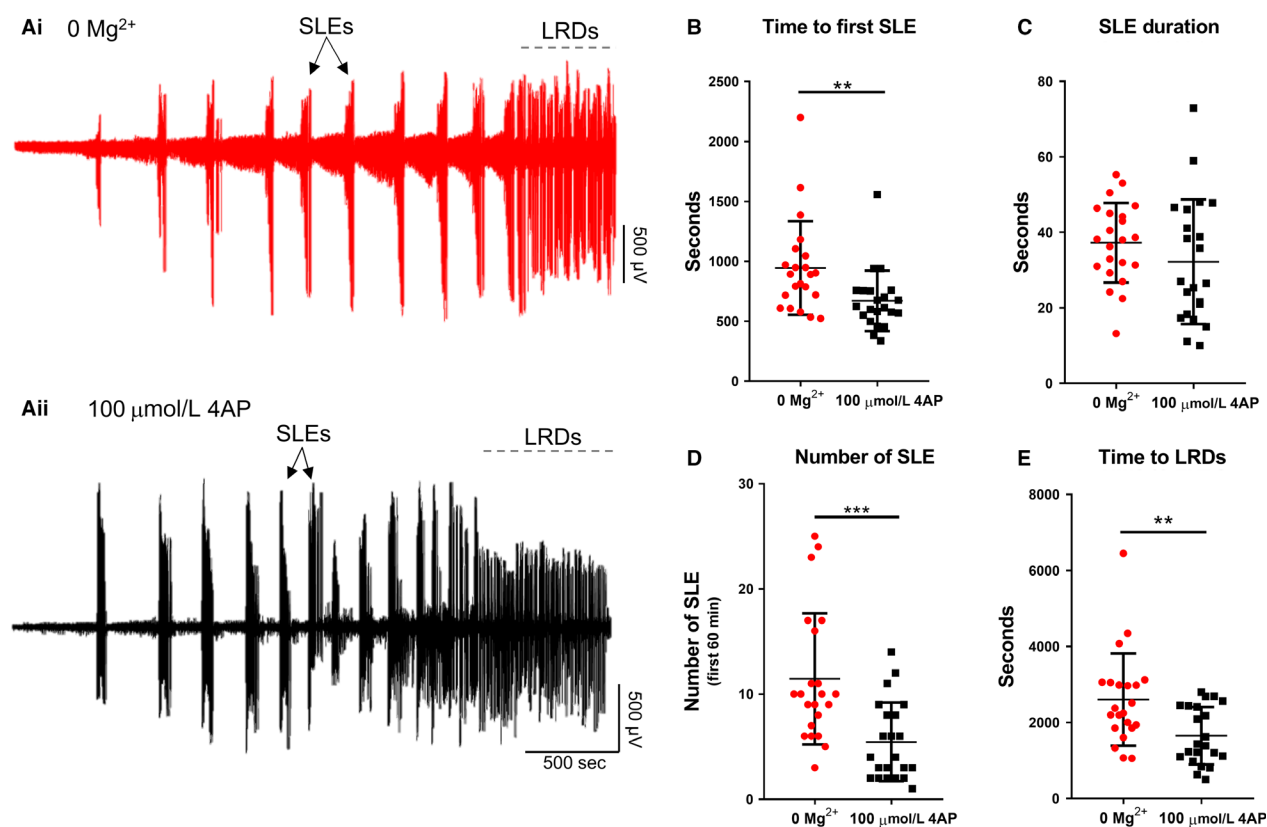 Ai 0 Mg²⁺
SLEs
LRDs
500 μV
Aii 100 μmol/L 4AP
SLEs
LRDs
500 μV
500 sec
B Time to first SLE
**
2500
2000
1500
1000
500
0
Seconds
0 Mg²⁺ 100 μmol/L 4AP
C SLE duration
80
60
40
20
0
Seconds
0 Mg²⁺ 100 μmol/L 4AP
D Number of SLE
***
30
20
10
0
Number of SLE
(first 60 min)
0 Mg²⁺ 100 μmol/L 4AP
E Time to LRDs
**
8000
6000
4000
2000
0
Seconds
0 Mg²⁺ 100 μmol/L 4AP